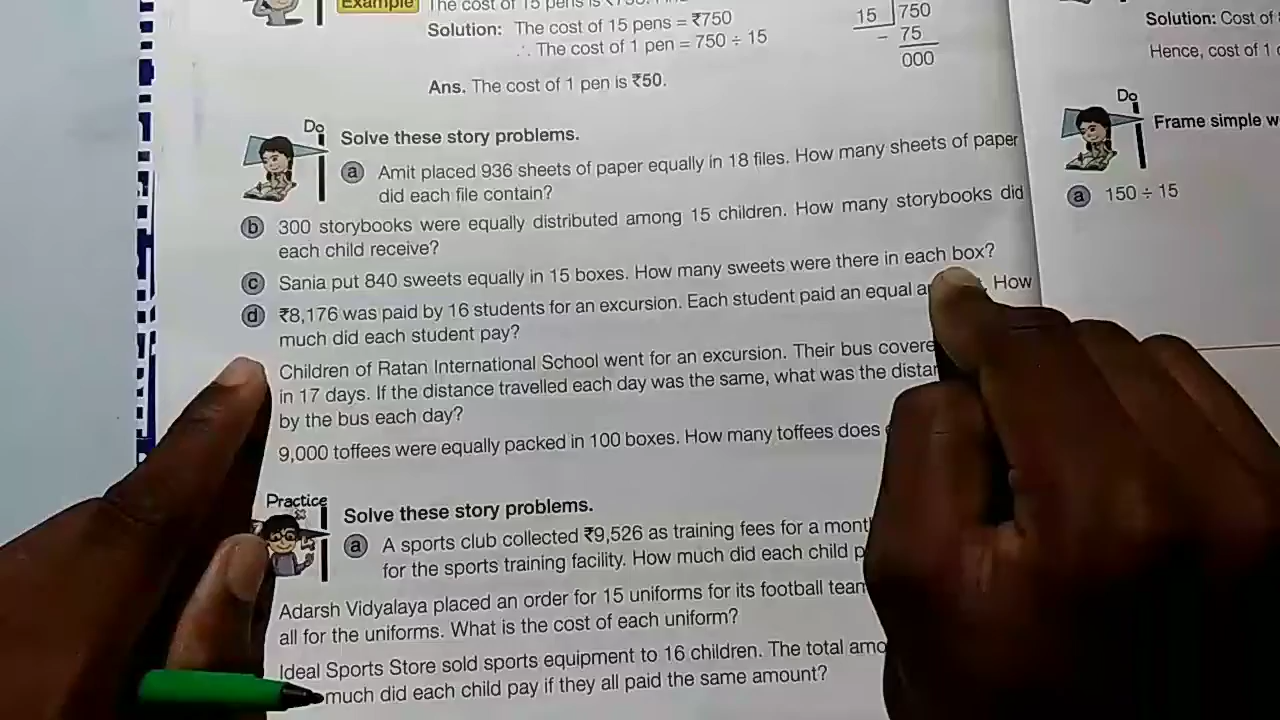 Example The cost of 15 pens is
Solution: The cost of 15 pens = ₹750
∴ The cost of 1 pen = 750 ÷ 15
Ans. The cost of 1 pen is ₹50.
15 750
− 75
000
Do
Solve these story problems.
a Amit placed 936 sheets of paper equally in 18 files. How many sheets of paper
did each file contain?
b 300 storybooks were equally distributed among 15 children. How many storybooks did
each child receive?
c Sania put 840 sweets equally in 15 boxes. How many sweets were there in each box?
d ₹8,176 was paid by 16 students for an excursion. Each student paid an equal How
much did each student pay?
Children of Ratan International School went for an excursion. Their bus
in 17 days. If the distance travelled each day was the same, what was the
by the bus each day?
9,000 toffees were equally packed in 100 boxes. How many toffees does
Practice
Solve these story problems.
a A sports club collected ₹9,526 as training fees for a
for the sports training facility. How much did each child
Adarsh Vidyalaya placed an order for 15 uniforms for its football
all for the uniforms. What is the cost of each uniform?
Ideal Sports Store sold sports equipment to 16 children. The total
much did each child pay if they all paid the same amount?
Solution: Cost of
Hence, cost of 1
Do
Frame simple
a 150 ÷ 15